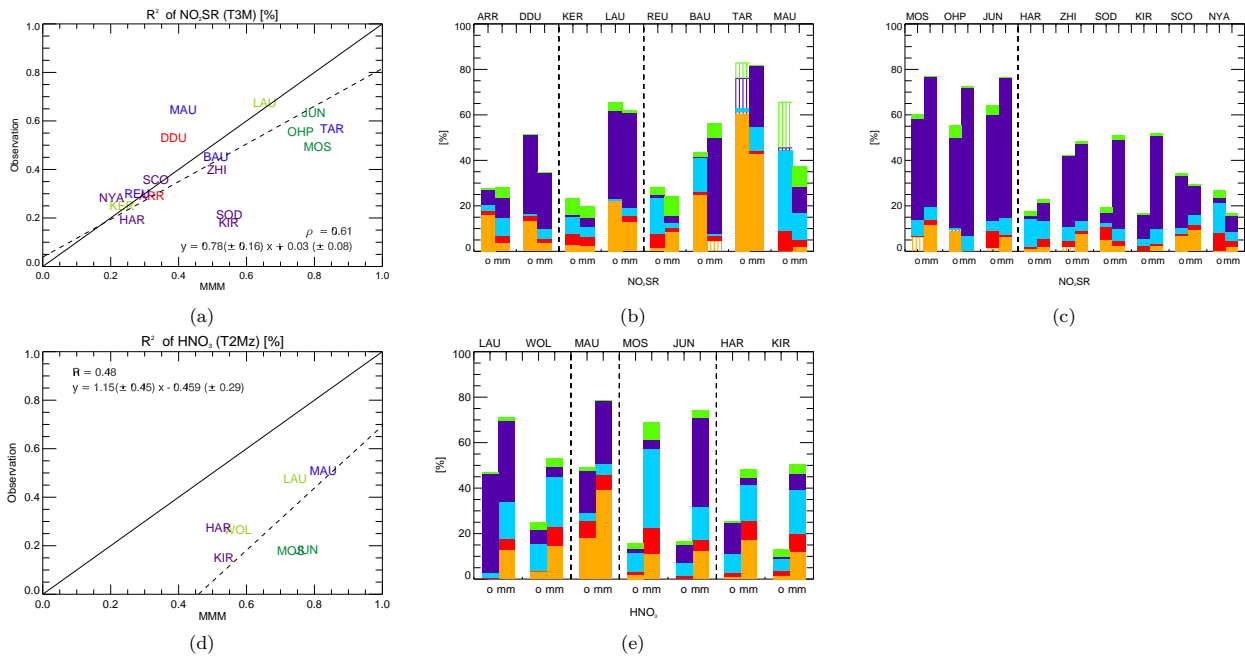 R² of NO₂SR (T3M) [%]
1.0
0.8
0.6
0.4
0.2
0.0
Observation
LAU
MAU
JUN
TAR
OHP
DDU
MOS
BAU
ZHI
SCO
NYA
REU
ARR
KER
HAR
SOD
KIR
ρ = 0.61
y = 0.78(± 0.16) x + 0.03 (± 0.08)
0.0 0.2 0.4 0.6 0.8 1.0
MMM
(a)
ARR DDU KER LAU REU BAU TAR MAU
100
80
60
40
20
0
[%]
o mm o mm o mm o mm o mm o mm o mm o mm
NO₂SR
(b)
MOS OHP JUN HAR ZHI SOD KIR SCO NYA
100
80
60
40
20
0
[%]
o mm o mm o mm o mm o mm o mm o mm o mm o mm
NO₂SR
(c)
R² of HNO₃ (T2Mz) [%]
1.0
0.8
0.6
0.4
0.2
0.0
Observation
R = 0.48
y = 1.15(± 0.45) x - 0.459 (± 0.29)
MAU
LAU
HAR
WOL
MOS
JUN
KIR
0.0 0.2 0.4 0.6 0.8 1.0
MMM
(d)
LAU WOL MAU MOS JUN HAR KIR
100
80
60
40
20
0
[%]
o mm o mm o mm o mm o mm o mm o mm
HNO₃
(e)